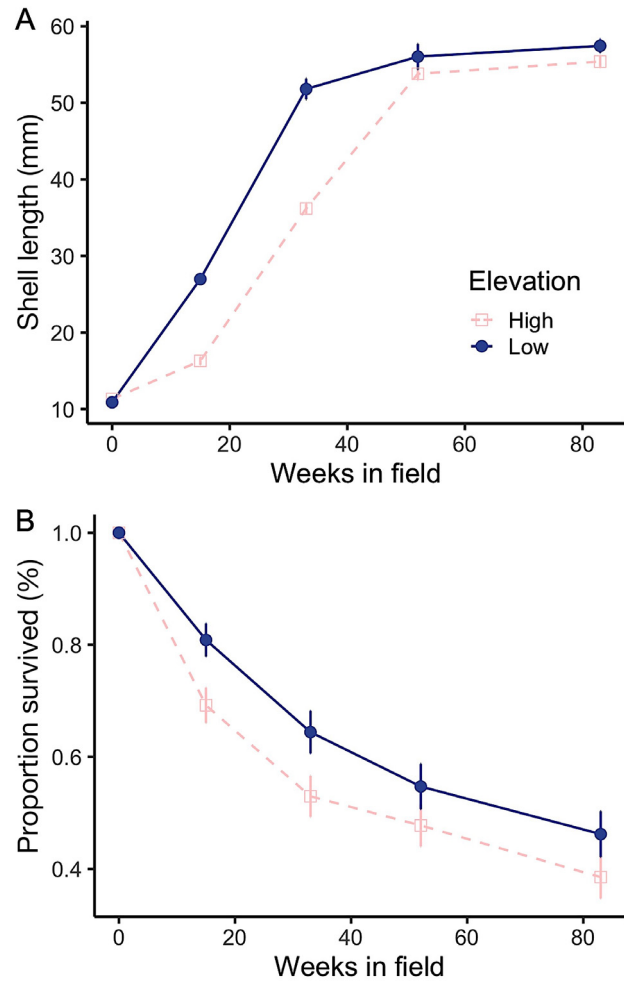 A
60
50
40
30
20
10
Shell length (mm)
Elevation
High
Low
0 20 40 60 80
Weeks in field
B
1.0
0.8
0.6
0.4
Proportion survived (%)
0 20 40 60 80
Weeks in field